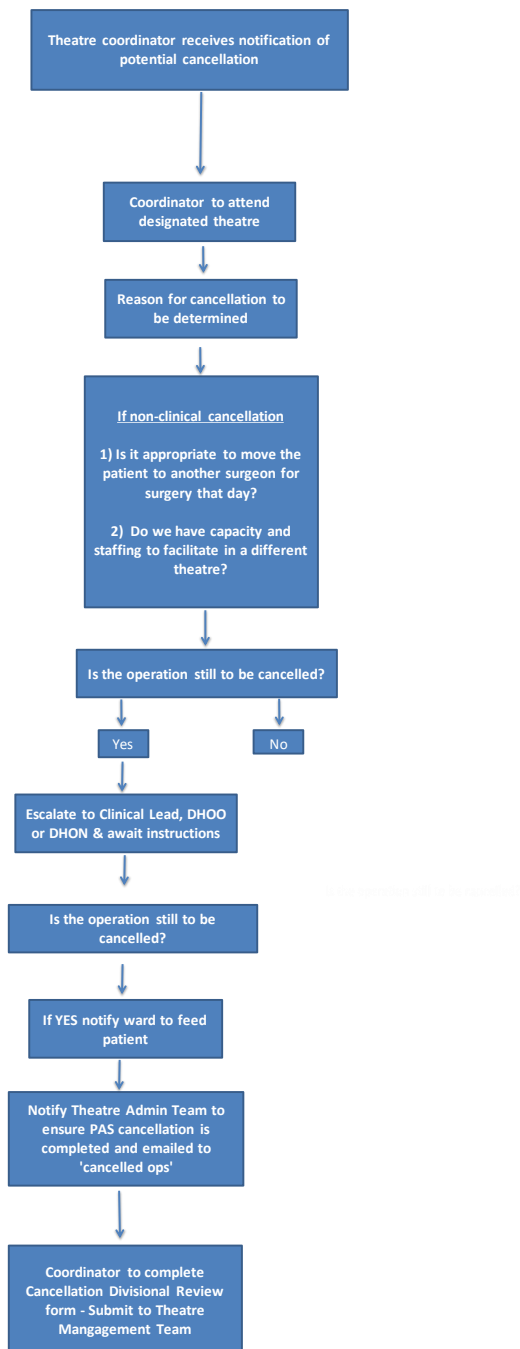 Theatre coordinator receives notification of
potential cancellation
Coordinator to attend
designated theatre
Reason for cancellation to
be determined
If non-clinical cancellation
1) Is it appropriate to move the
patient to another surgeon for
surgery that day?
2) Do we have capacity and
staffing to facilitate in a different
theatre?
Is the operation still to be cancelled?
Yes
No
Escalate to Clinical Lead, DHOO
or DHON & await instructions
Is the operation still to be
cancelled?
If YES notify ward to feed
patient
Notify Theatre Admin Team to
ensure PAS cancellation is
completed and emailed to
'cancelled ops'
Coordinator to complete
Cancellation Divisional Review
form - Submit to Theatre
Mangagement Team